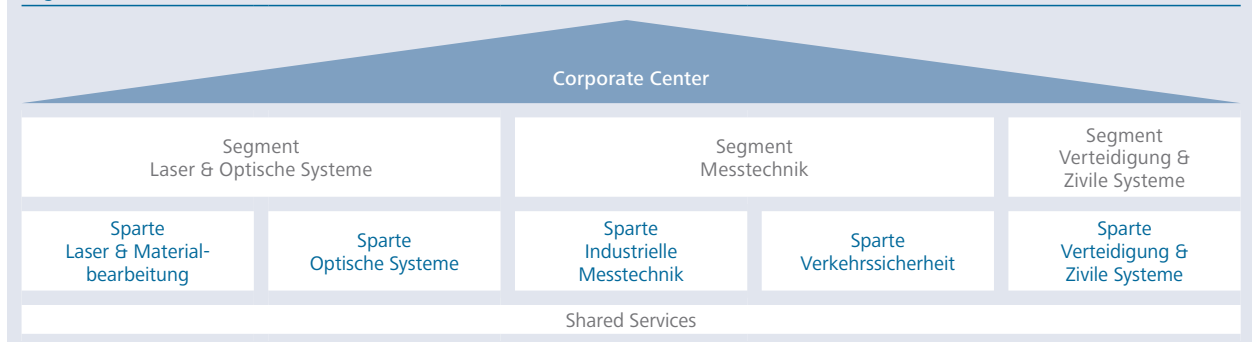 Corporate Center
Segment
Laser & Optische Systeme
Segment
Messtechnik
Segment
Verteidigung &
Zivile Systeme
Sparte
Laser & Material-
bearbeitung
Sparte
Optische Systeme
Sparte
Industrielle
Messtechnik
Sparte
Verkehrssicherheit
Sparte
Verteidigung &
Zivile Systeme
Shared Services